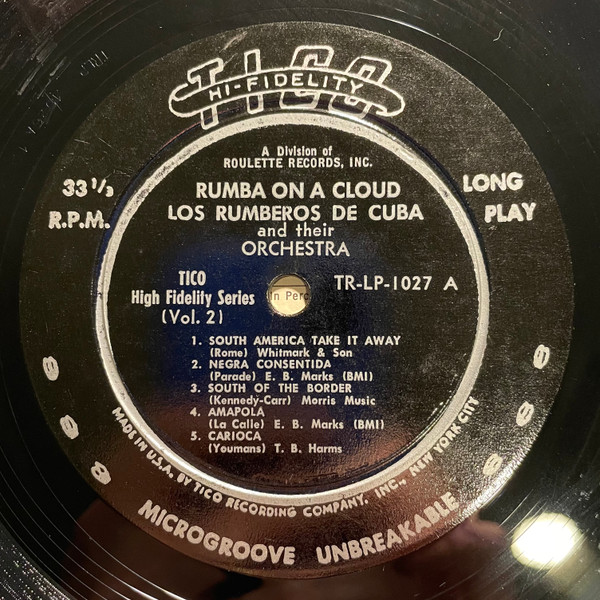 TICO
HI-FIDELITY
A Division of
ROULETTE RECORDS, INC.
33 1/3
R.P.M.
LONG
PLAY
RUMBA ON A CLOUD
LOS RUMBEROS DE CUBA
and their
ORCHESTRA
TICO
High Fidelity Series
(Vol. 2)
In Perc
TR-LP-1027 A
1. SOUTH AMERICA TAKE IT AWAY
(Rome) Whitmark & Son
2. NEGRA CONSENTIDA
(Parade) E. B. Marks (BMI)
3. SOUTH OF THE BORDER
(Kennedy-Carr) Morris Music
4. AMAPOLA
(La Calle) E. B. Marks (BMI)
5. CARIOCA
(Youmans) T. B. Harms
MADE IN U.S.A. BY TICO RECORDING COMPANY, INC., NEW YORK CITY
MICROGROOVE UNBREAKABLE